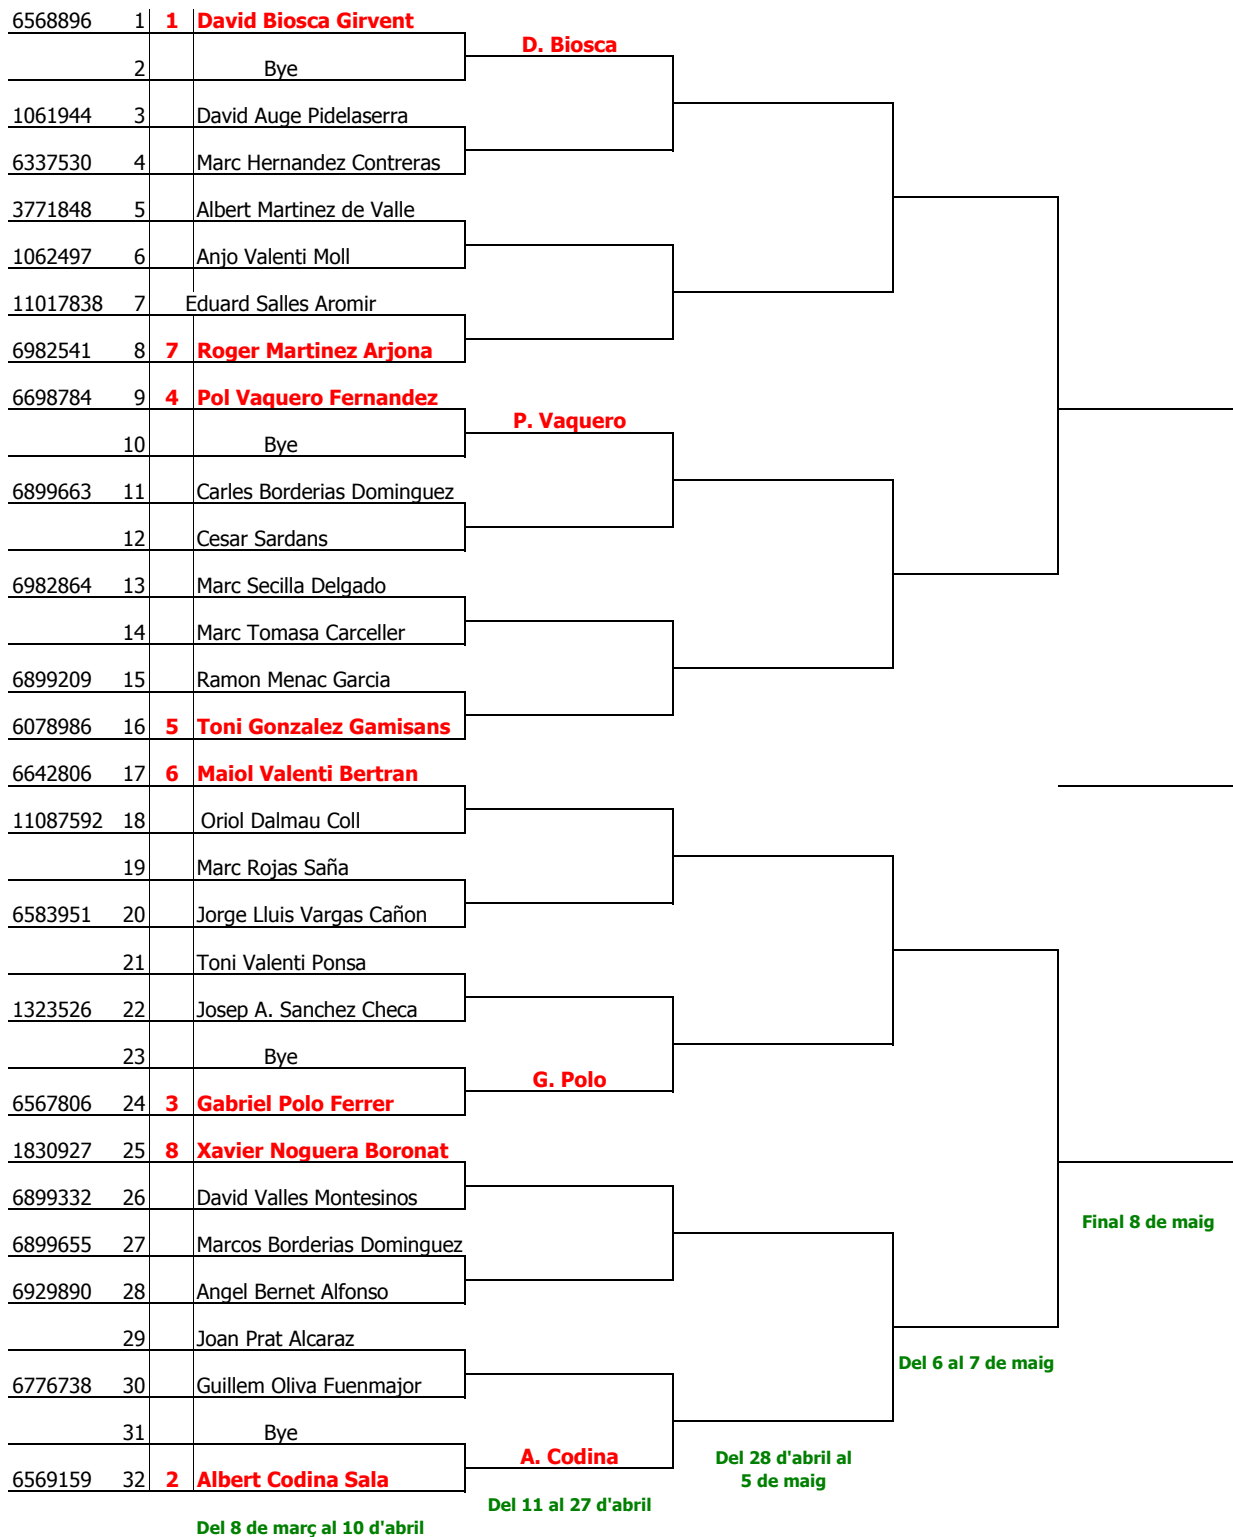 6568896 1 1 David Biosca Girvent
D. Biosca
2 Bye
1061944 3 David Auge Pidelaserra
6337530 4 Marc Hernandez Contreras
3771848 5 Albert Martinez de Valle
1062497 6 Anjo Valenti Moll
11017838 7 Eduard Salles Aromir
6982541 8 7 Roger Martinez Arjona
6698784 9 4 Pol Vaquero Fernandez
P. Vaquero
10 Bye
6899663 11 Carles Borderias Dominguez
12 Cesar Sardans
6982864 13 Marc Secilla Delgado
14 Marc Tomasa Carceller
6899209 15 Ramon Menac Garcia
6078986 16 5 Toni Gonzalez Gamisans
6642806 17 6 Maiol Valenti Bertran
11087592 18 Oriol Dalmau Coll
19 Marc Rojas Saña
6583951 20 Jorge Lluis Vargas Cañon
21 Toni Valenti Ponsa
1323526 22 Josep A. Sanchez Checa
23 Bye
G. Polo
6567806 24 3 Gabriel Polo Ferrer
1830927 25 8 Xavier Noguera Boronat
6899332 26 David Valles Montesinos
Final 8 de maig
6899655 27 Marcos Borderias Dominguez
6929890 28 Angel Bernet Alfonso
29 Joan Prat Alcaraz
Del 6 al 7 de maig
6776738 30 Guillem Oliva Fuenmajor
31 Bye
A. Codina
Del 28 d'abril al
5 de maig
6569159 32 2 Albert Codina Sala
Del 11 al 27 d'abril
Del 8 de març al 10 d'abril